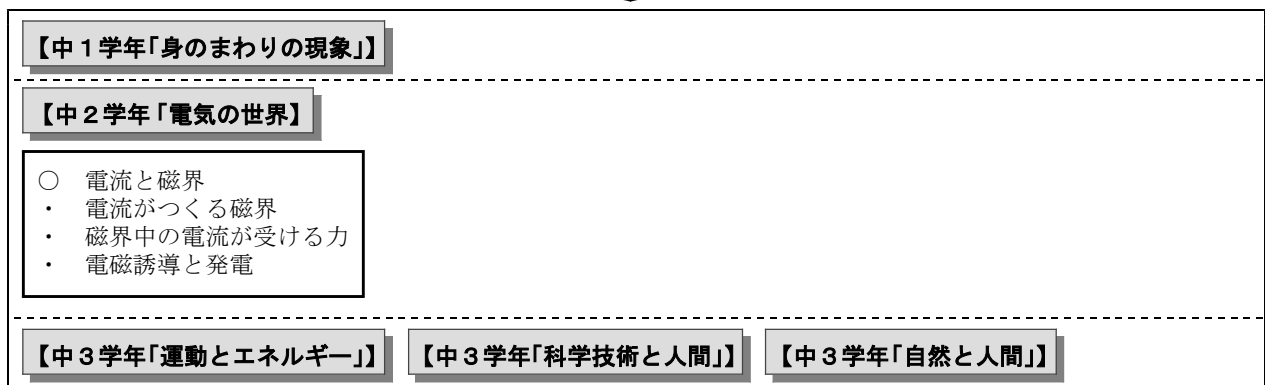 【中1学年「身のまわりの現象」】
【中2学年「電気の世界】
○ 電流と磁界
・ 電流がつくる磁界
・ 磁界中の電流が受ける力
・ 電磁誘導と発電
【中3学年「運動とエネルギー」】 【中3学年「科学技術と人間」】 【中3学年「自然と人間」】